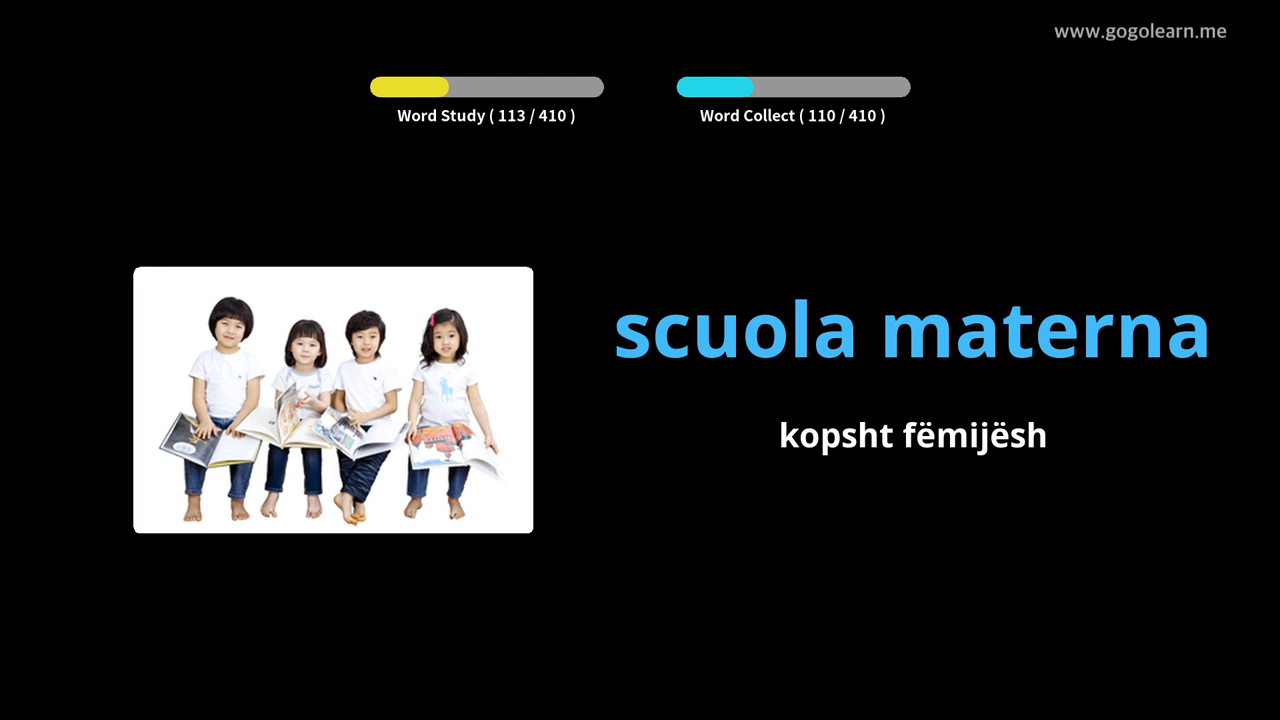 www.gogolearn.me
Word Study ( 113 / 410 )
Word Collect ( 110 / 410 )
scuola materna
kopsht fëmijësh